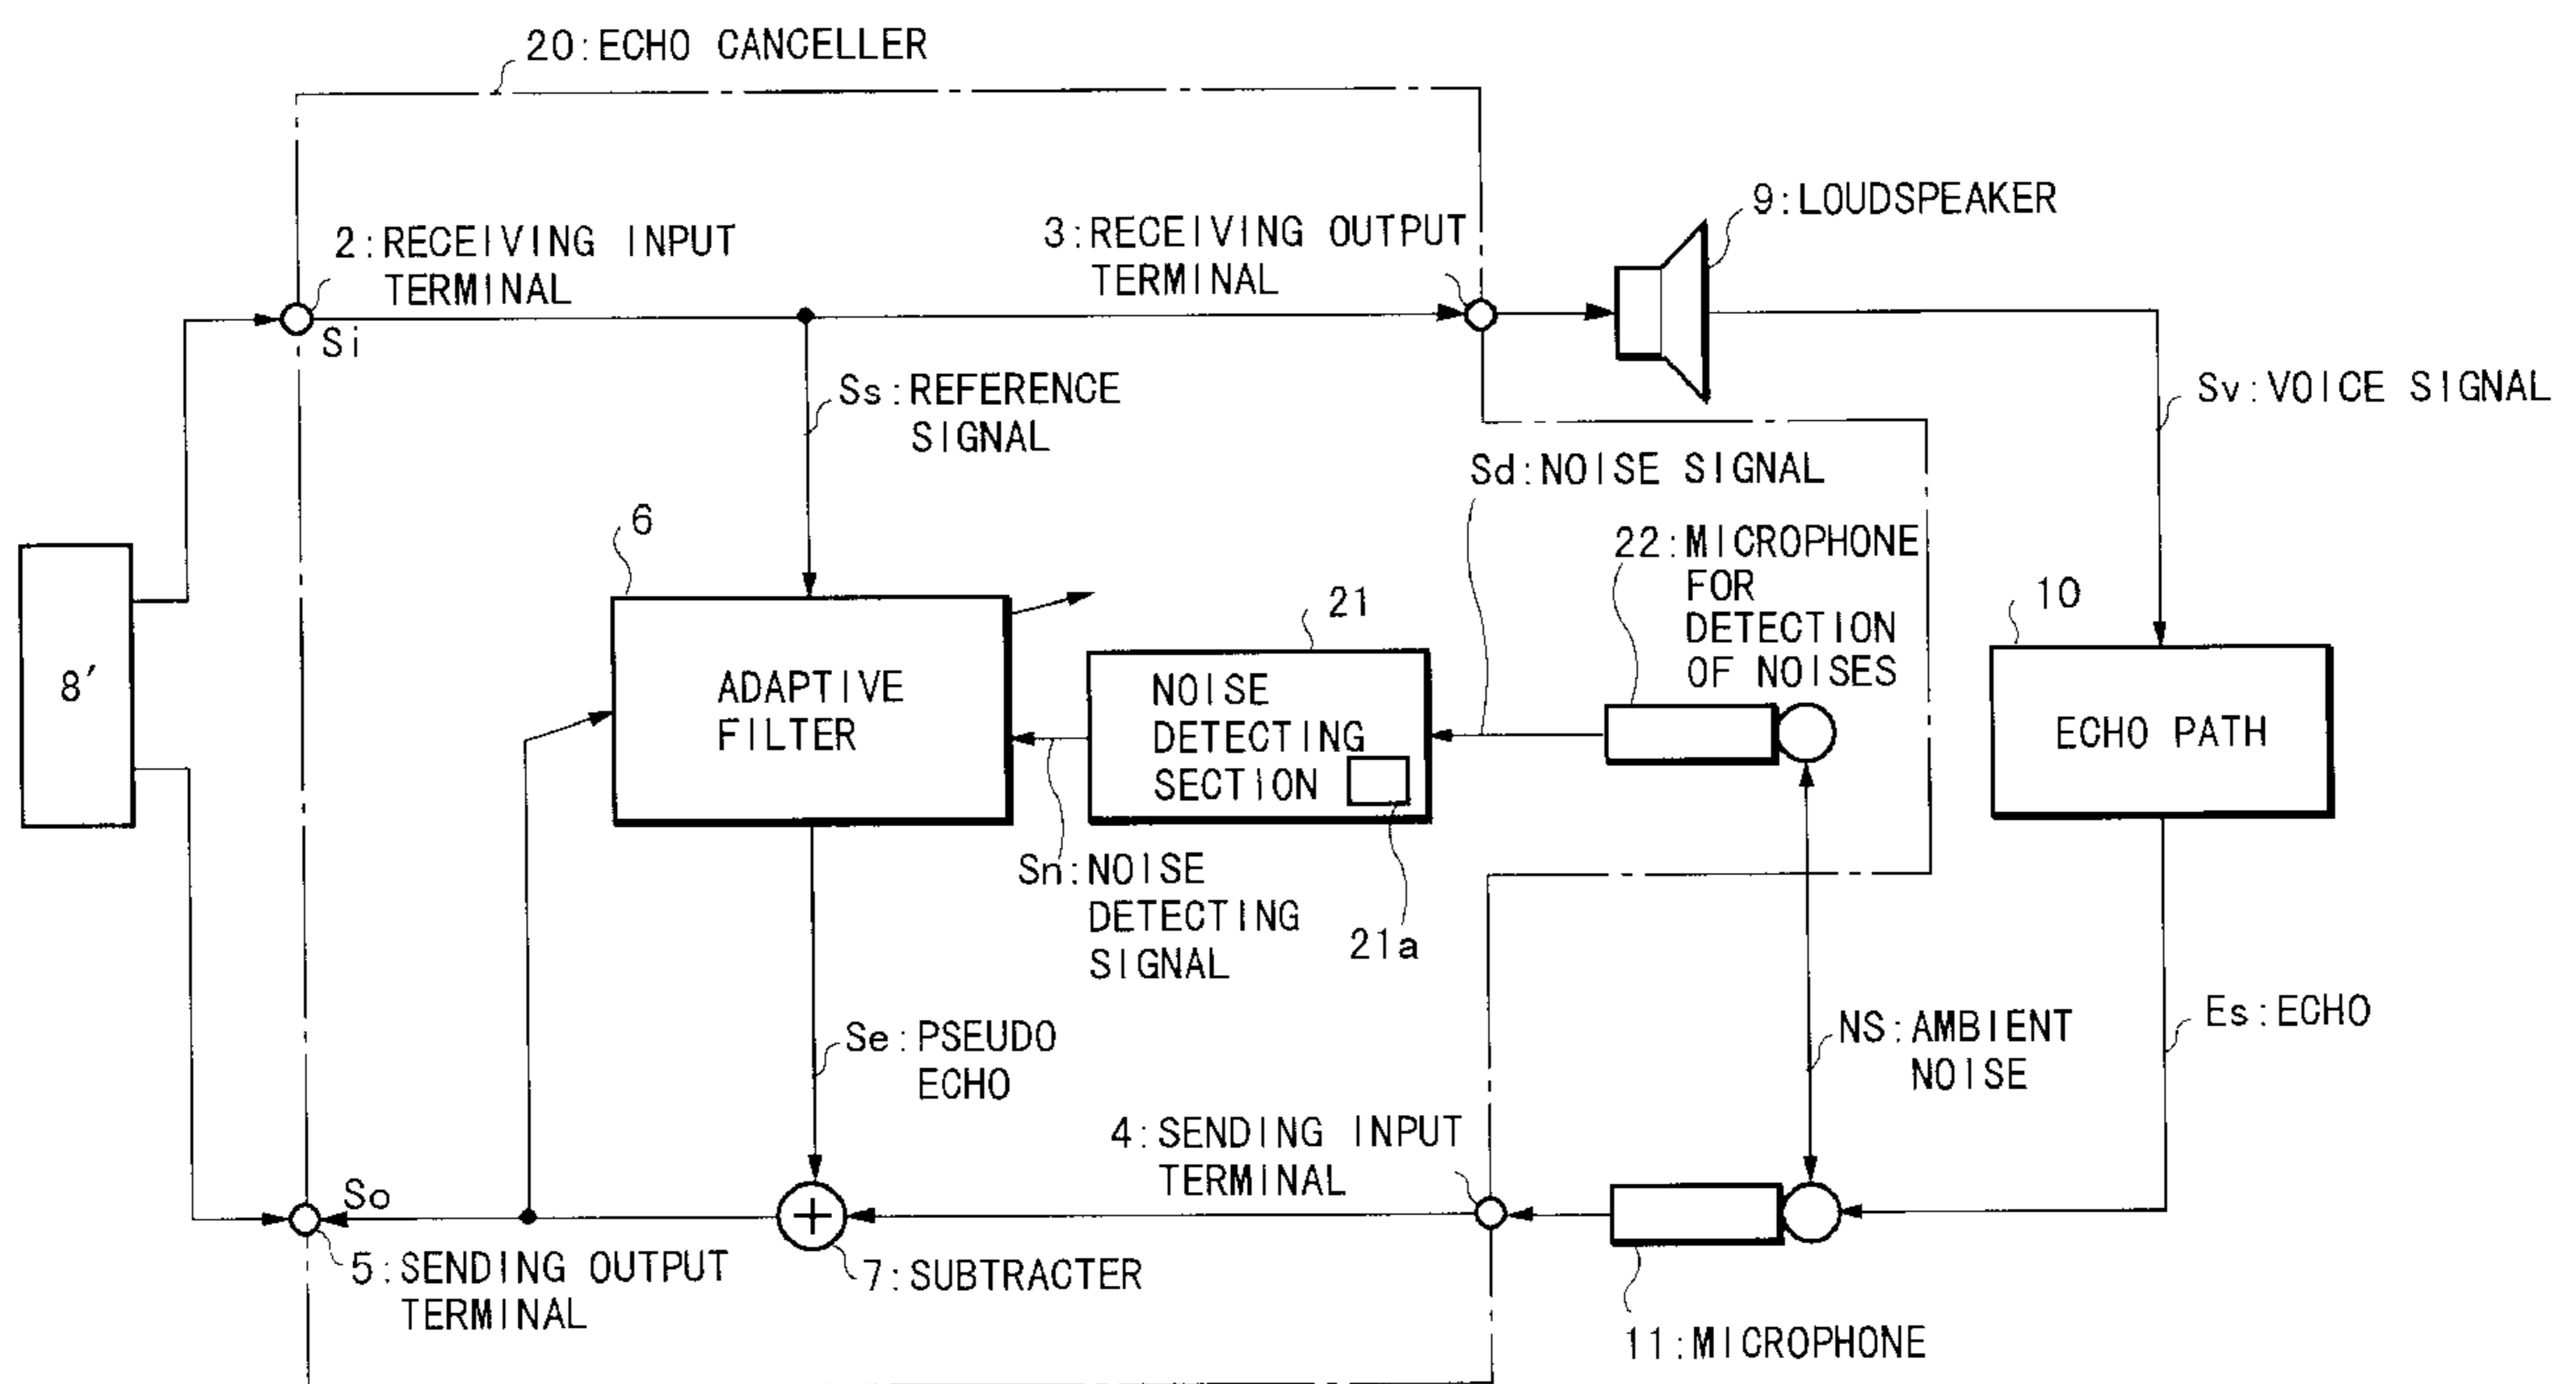 20:ECHO CANCELLER
9:LOUDSPEAKER
2:RECEIVING INPUT
TERMINAL
3:RECEIVING OUTPUT
TERMINAL
Si
Ss:REFERENCE
SIGNAL
Sv:VOICE SIGNAL
Sd:NOISE SIGNAL
6
22:MICROPHONE
FOR
DETECTION
OF NOISES
21
10
8'
ADAPTIVE
FILTER
NOISE
DETECTING
SECTION
ECHO PATH
Sn:NOISE
DETECTING
SIGNAL
21a
Se:PSEUDO
ECHO
NS:AMBIENT
NOISE
Es:ECHO
4:SENDING INPUT
TERMINAL
So
+
5:SENDING OUTPUT
TERMINAL
7:SUBTRACTER
11:MICROPHONE